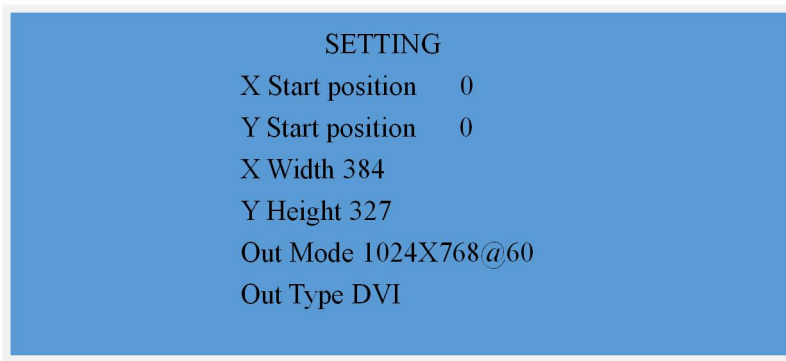 SETTING
X Start position 0
Y Start position 0
X Width 384
Y Height 327
Out Mode 1024X768@60
Out Type DVI